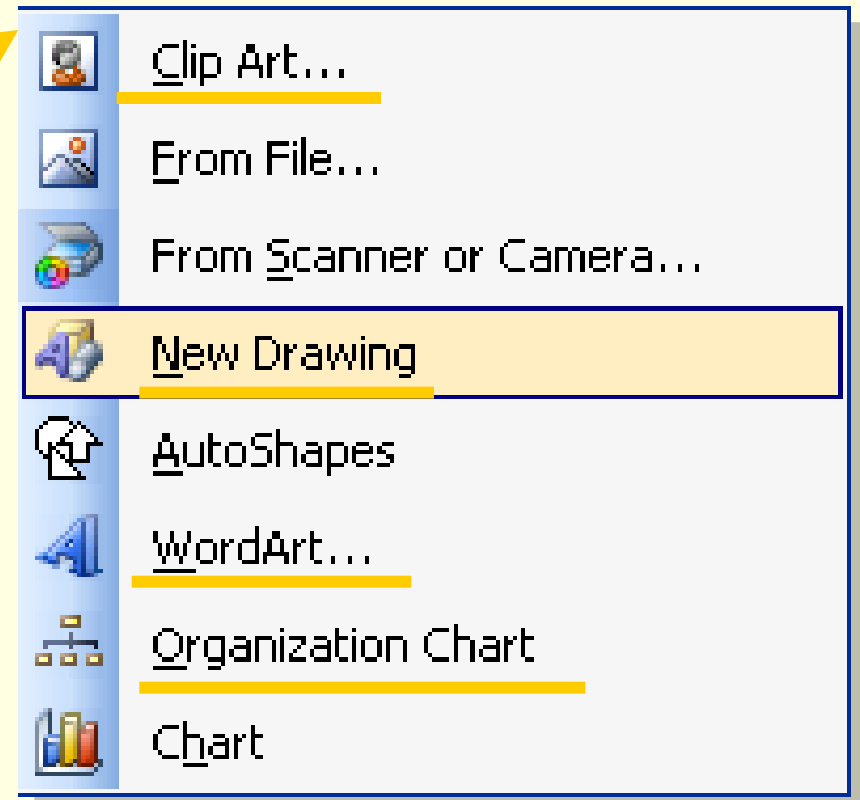 Clip Art...
From File...
From Scanner or Camera...
New Drawing
AutoShapes
WordArt...
Organization Chart
Chart